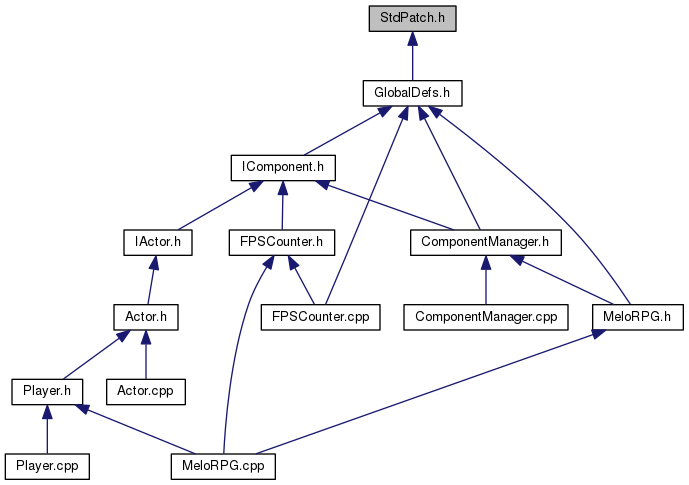 StdPatch.h
GlobalDefs.h
IComponent.h
IActor.h
FPSCounter.h
ComponentManager.h
Actor.h
FPSCounter.cpp
ComponentManager.cpp
MeloRPG.h
Player.h
Actor.cpp
Player.cpp
MeloRPG.cpp